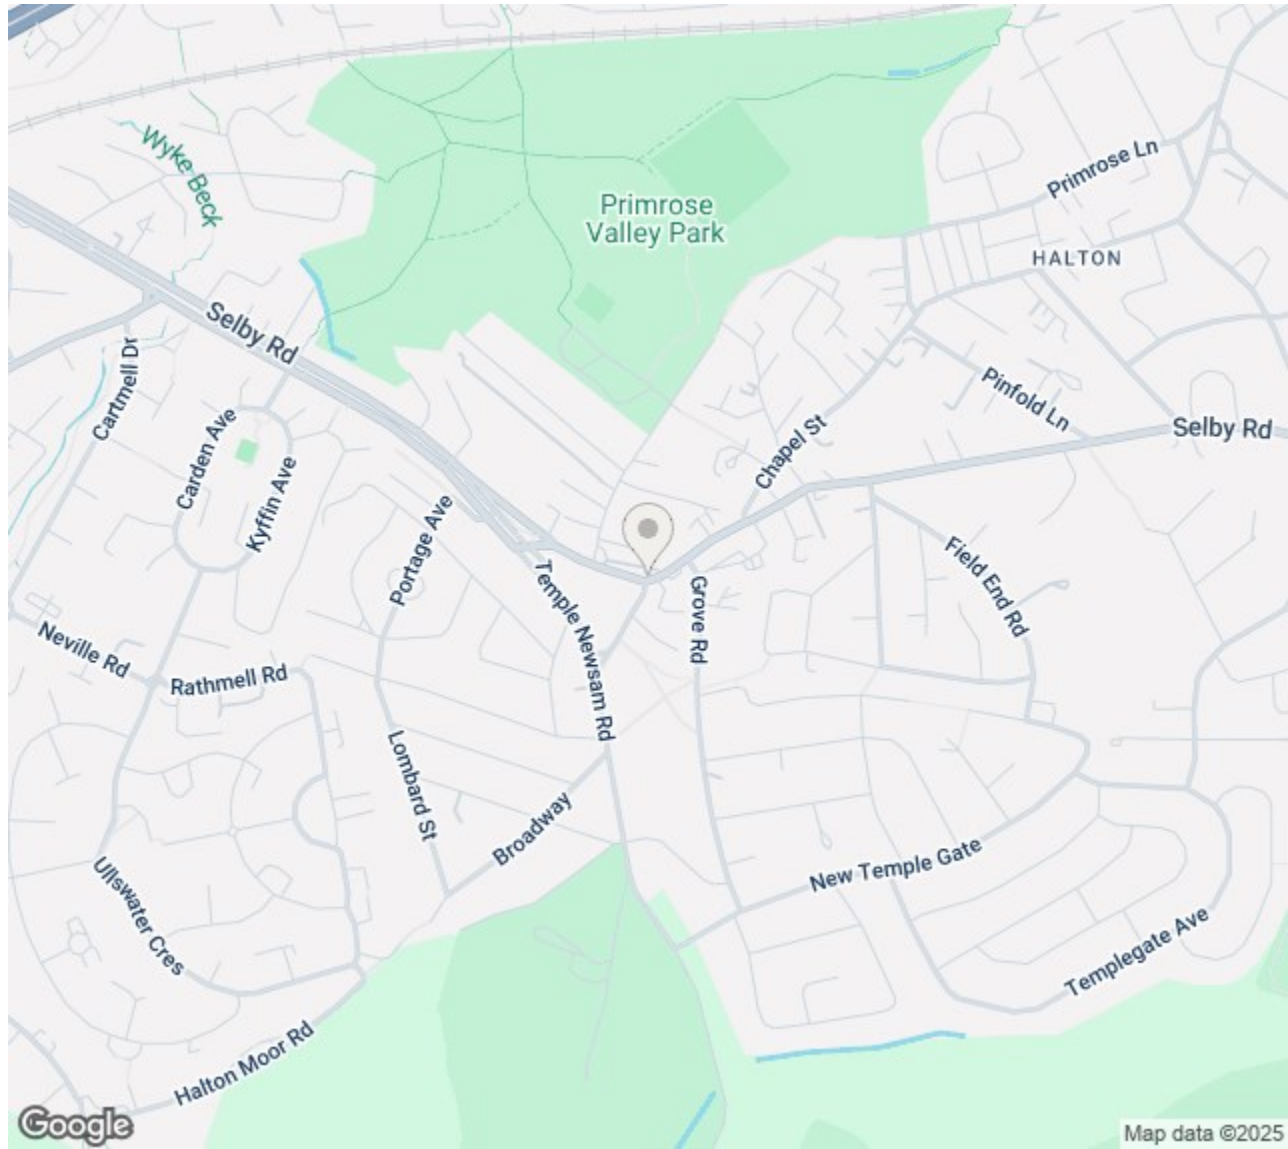 Wyke Beck
Primrose
Valley Park
Primrose Ln
HALTON
Selby Rd
Cartmell Dr
Carden Ave
Kyffin Ave
Portage Ave
Chapel St
Pinfold Ln
Selby Rd
Field End Rd
Temple Newsam Rd
Grove Rd
Neville Rd
Rathmell Rd
Lombard St
Broadway
New Temple Gate
Ullswater Cres
Templegate Ave
Halton Moor Rd
Google
Map data ©2025